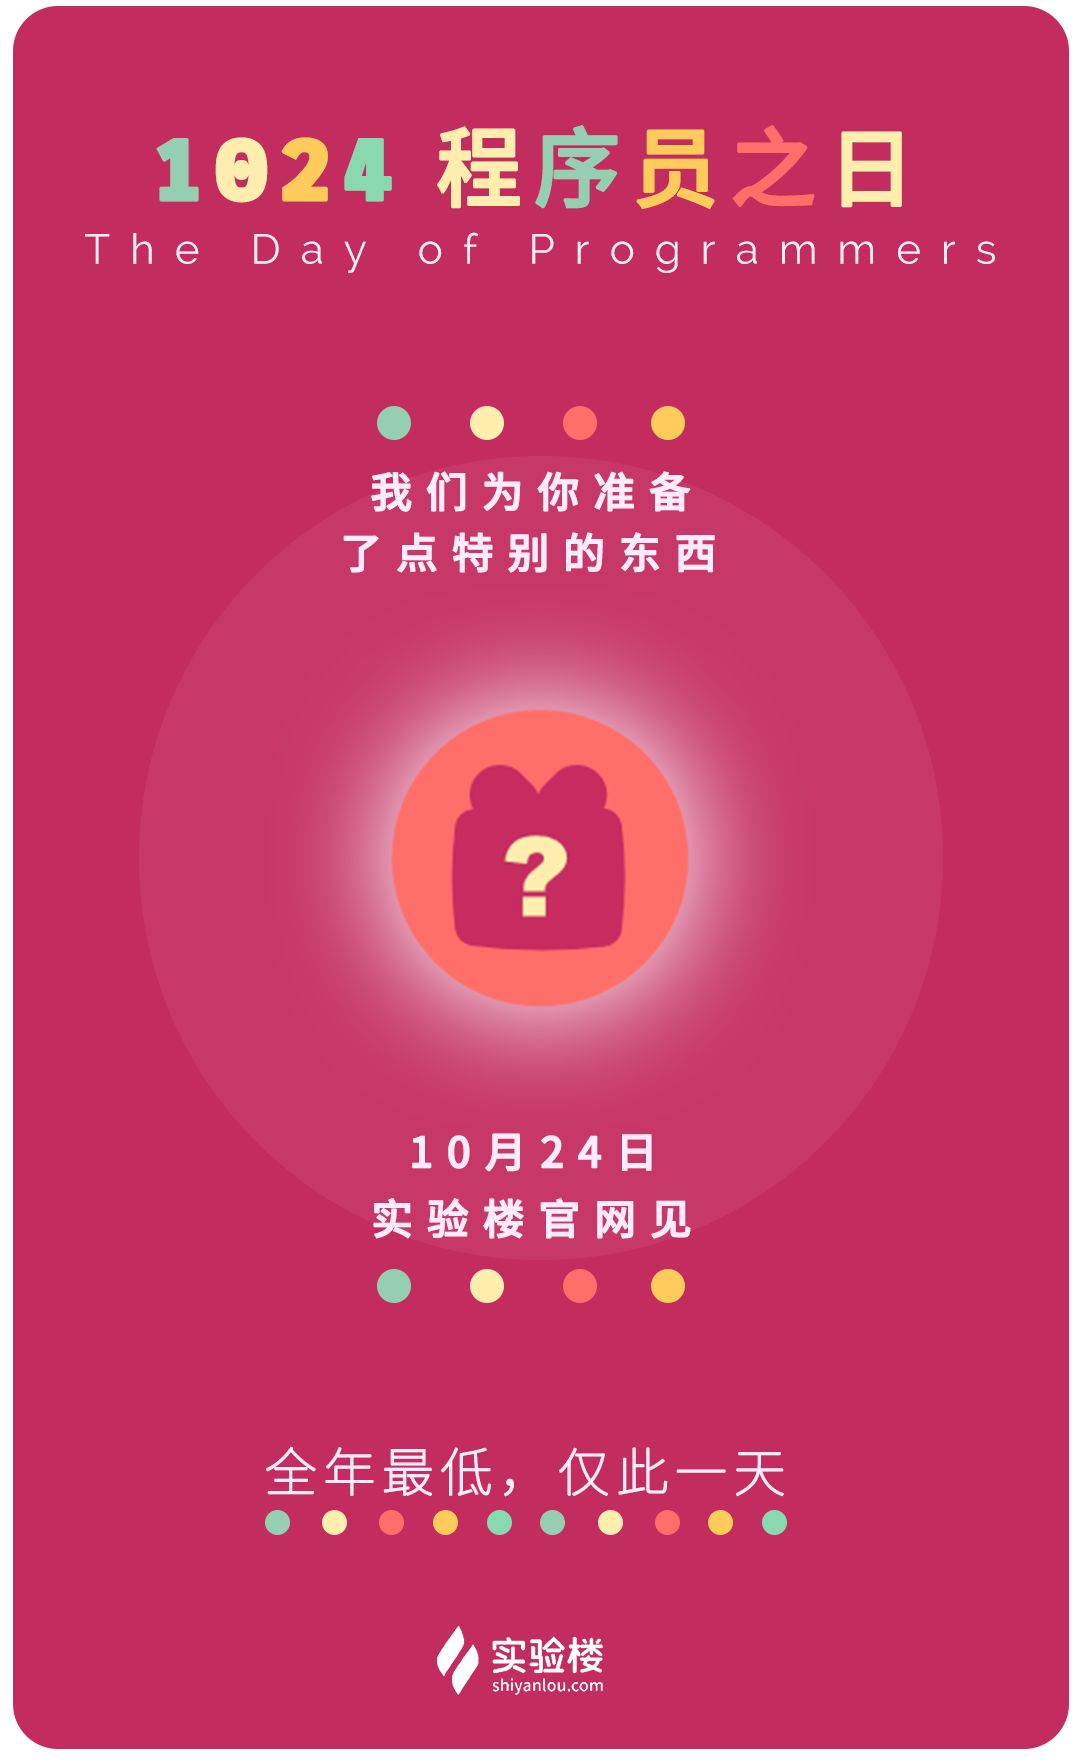 1024 程序员之日
The Day of Programmers
我们为你准备
了点特别的东西
?
10月24日
实验楼官网见
全年最低，仅此一天
实验楼
shiyanlou.com